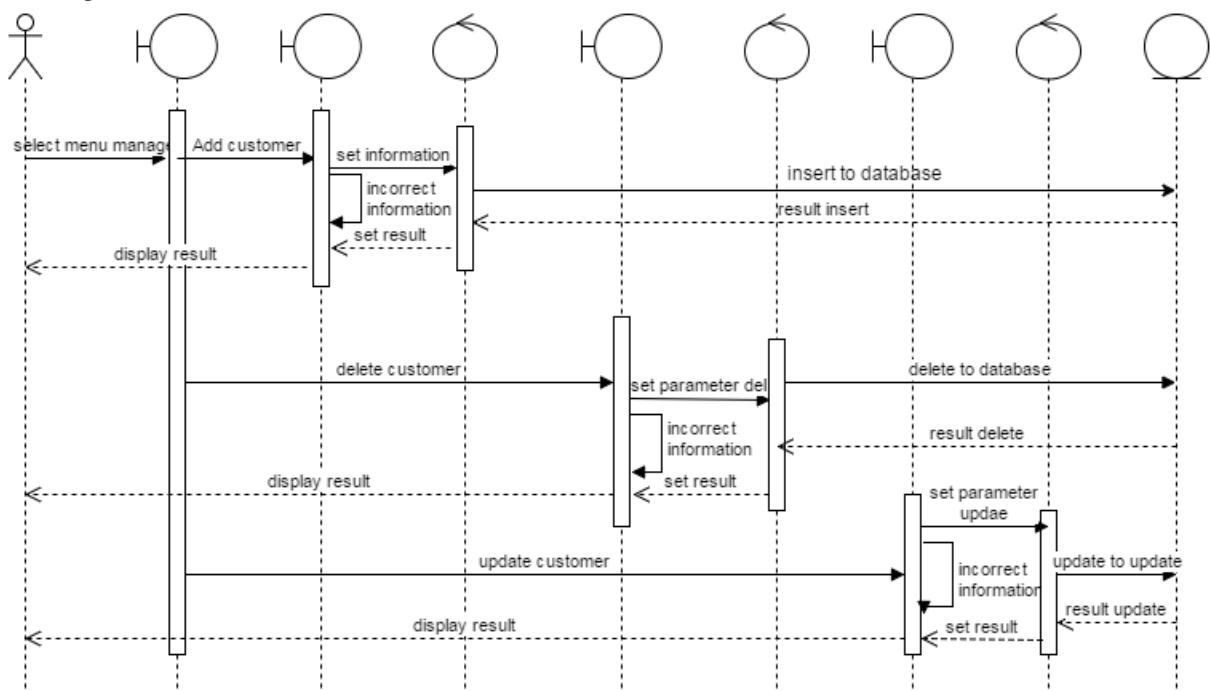 select menu manage
Add customer
set information
insert to database
incorrect
information
result insert
set result
display result
delete customer
set parameter del
delete to database
incorrect
information
result delete
display result
set result
set parameter
updae
update customer
incorrect
information
update to update
result update
display result
set result